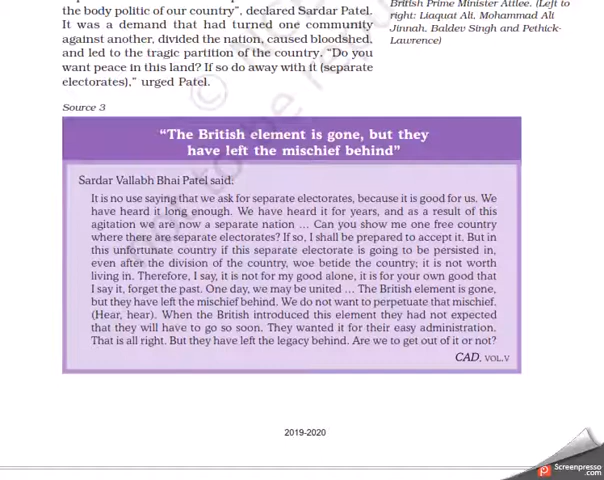 the body politic of our country”, declared Sardar Patel.
It was a demand that had turned one community
against another, divided the nation, caused bloodshed,
and led to the tragic partition of the country. “Do you
want peace in this land? If so do away with it (separate
electorates),” urged Patel.
British Prime Minister Attlee. (Left to
right: Liaquat Ali, Mohammad Ali
Jinnah, Baldev Singh and Pethick-
Lawrence)
Source 3
“The British element is gone, but they
have left the mischief behind”
Sardar Vallabh Bhai Patel said:
It is no use saying that we ask for separate electorates, because it is good for us. We
have heard it long enough. We have heard it for years, and as a result of this
agitation we are now a separate nation … Can you show me one free country
where there are separate electorates? If so, I shall be prepared to accept it. But in
this unfortunate country if this separate electorate is going to be persisted in,
even after the division of the country, woe betide the country; it is not worth
living in. Therefore, I say, it is not for my good alone, it is for your own good that
I say it, forget the past. One day, we may be united … The British element is gone,
but they have left the mischief behind. We do not want to perpetuate that mischief.
(Hear, hear). When the British introduced this element they had not expected
that they will have to go so soon. They wanted it for their easy administration.
That is all right. But they have left the legacy behind. Are we to get out of it or not?
CAD, VOL.V
2019-2020
Screenpresso
.com